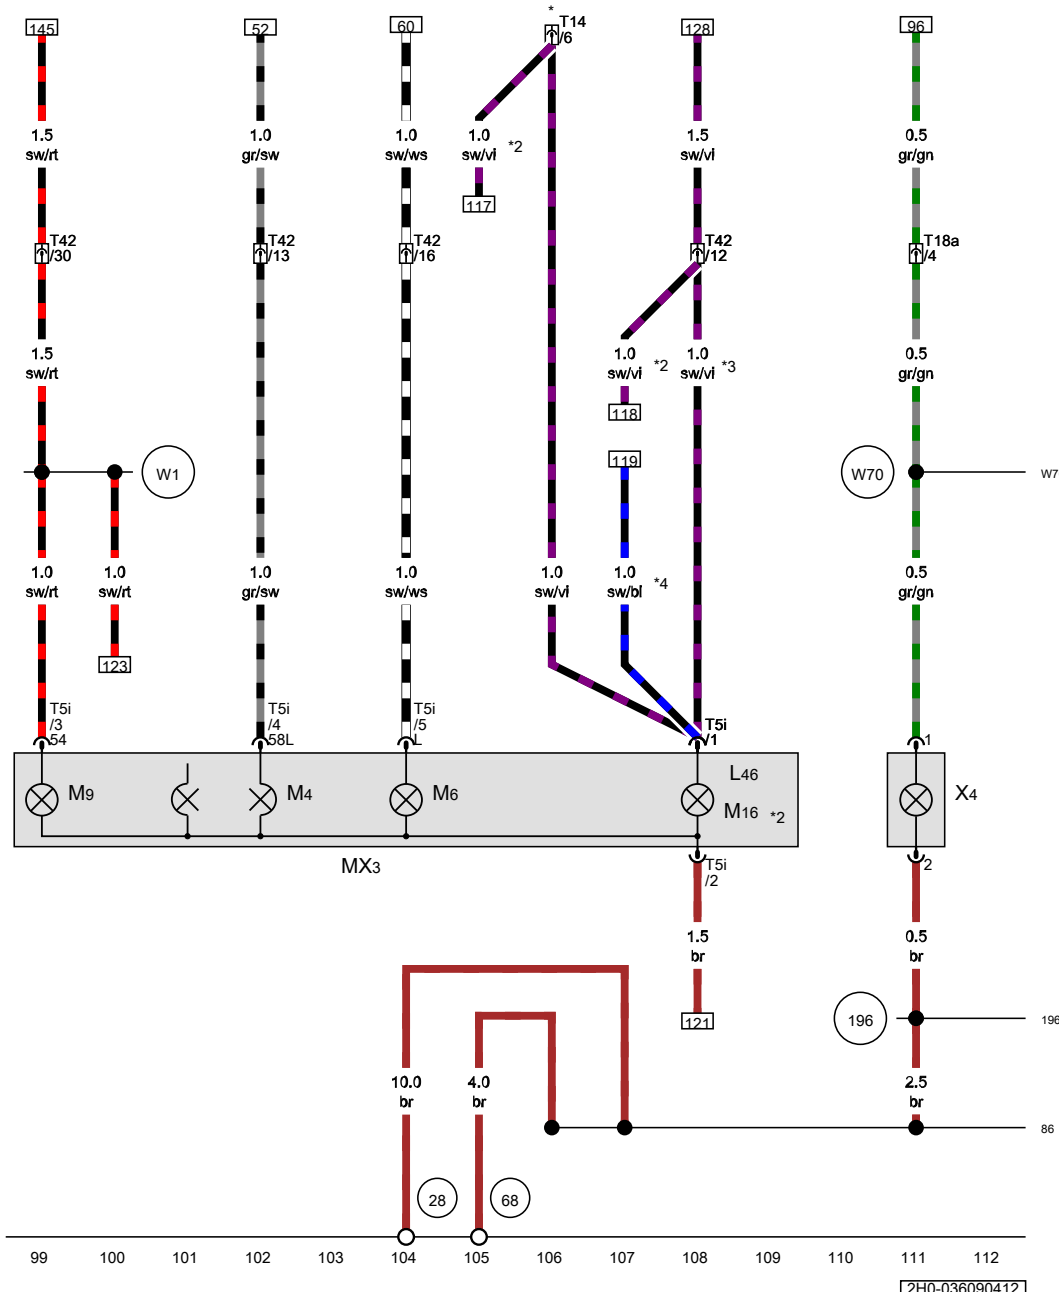 145
52
60
*
T14
/6
128
96
1.5
sw/rt
1.0
gr/sw
1.0
sw/ws
1.0
sw/vi
*2
1.5
sw/vi
0.5
gr/gn
117
T42
/30
T42
/13
T42
/16
T42
/12
T18a
/4
1.5
sw/rt
1.0
sw/vi
*2
1.0
sw/vi
*3
0.5
gr/gn
118
119
W1
W70
W7
1.0
sw/rt
1.0
sw/rt
1.0
gr/sw
1.0
sw/ws
1.0
sw/vi
1.0
sw/bl
*4
0.5
gr/gn
123
T5i
/3
54
T5i
/4
58L
T5i
/5
L
T5i
/1
1
M9
M4
M6
L46
M16
*2
X4
MX3
T5i
/2
2
1.5
br
0.5
br
121
196
196
10.0
br
4.0
br
2.5
br
86
28
68
99 100 101 102 103 104 105 106 107 108 109 110 111 112
2H0-036090412